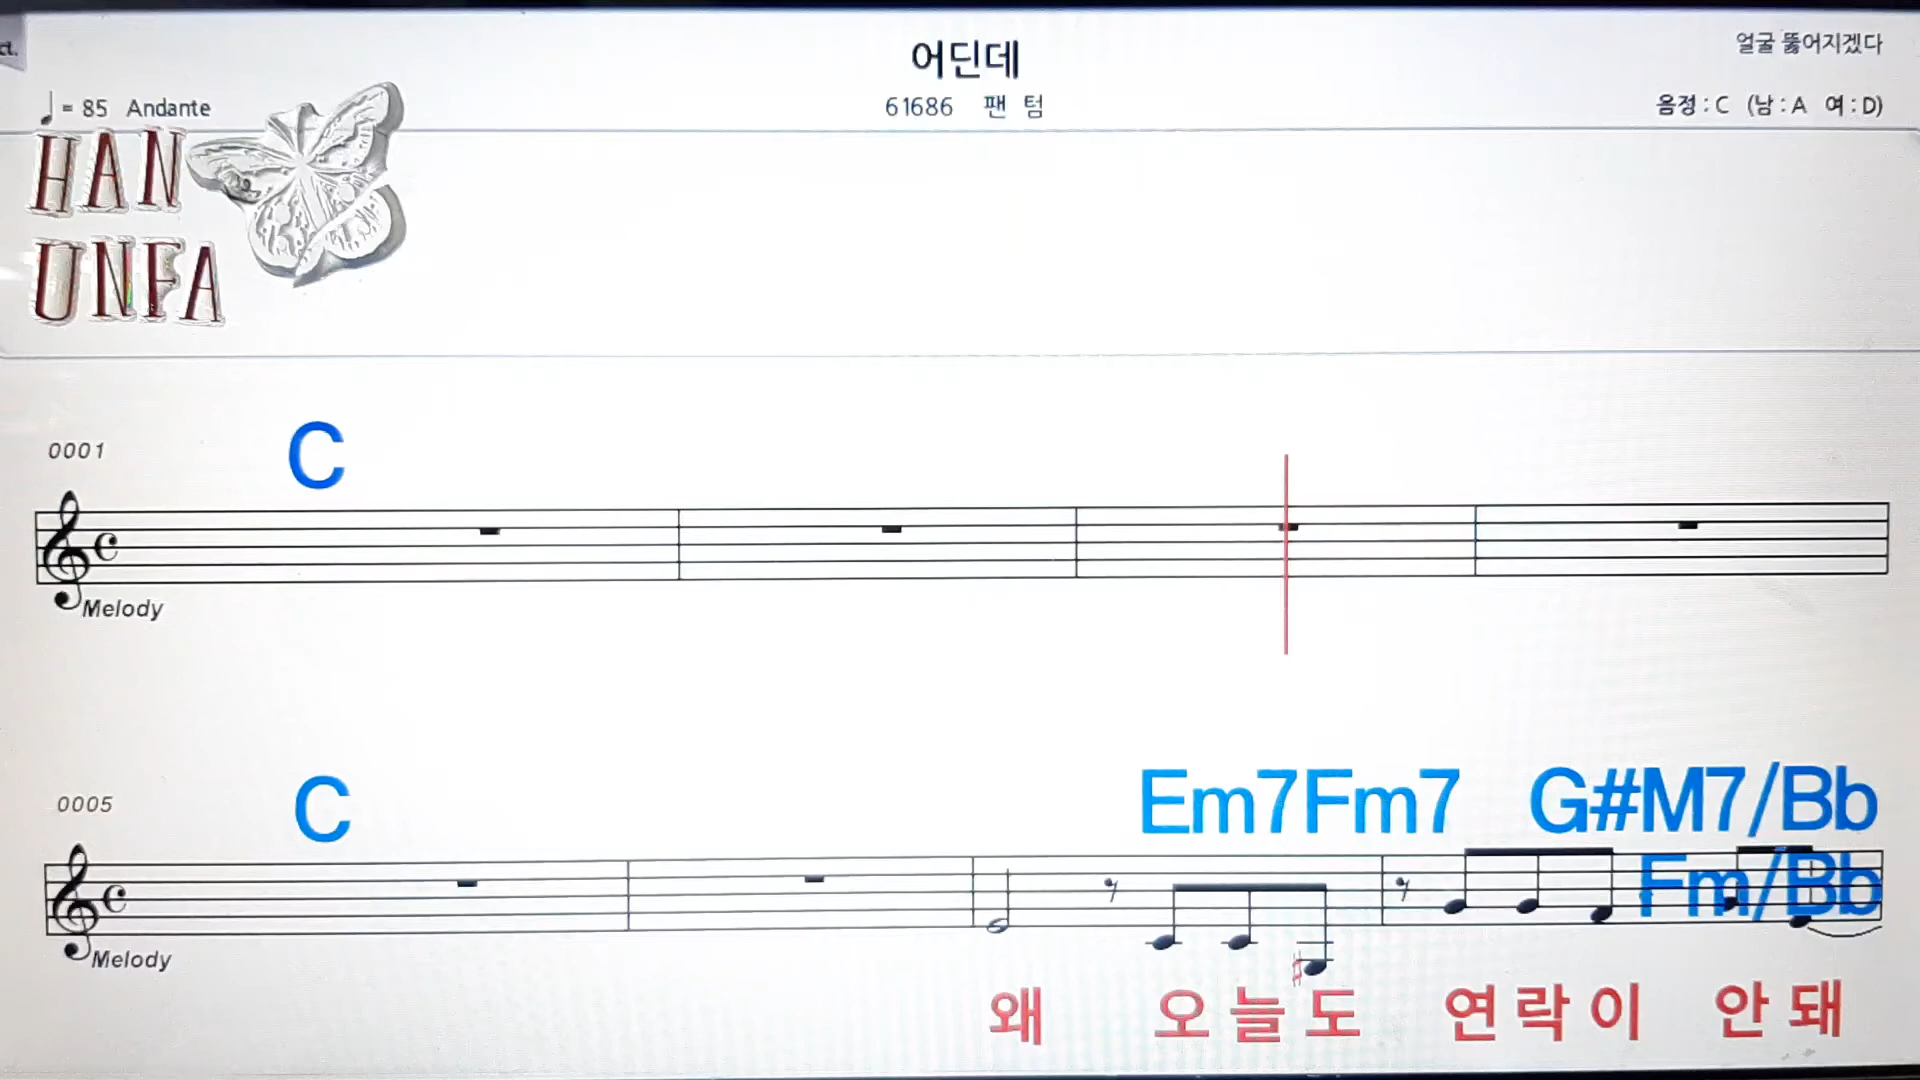 ct.
어딘데
얼굴 뚫어지겠다
♩= 85 Andante
61686 팬 텀
음정 : C (남 : A 여 : D)
HAN
UNFA
0001
C
Melody
0005
C Em7Fm7 G#M7/Bb
Fm/Bb
Melody
왜 오늘도 연락이 안돼